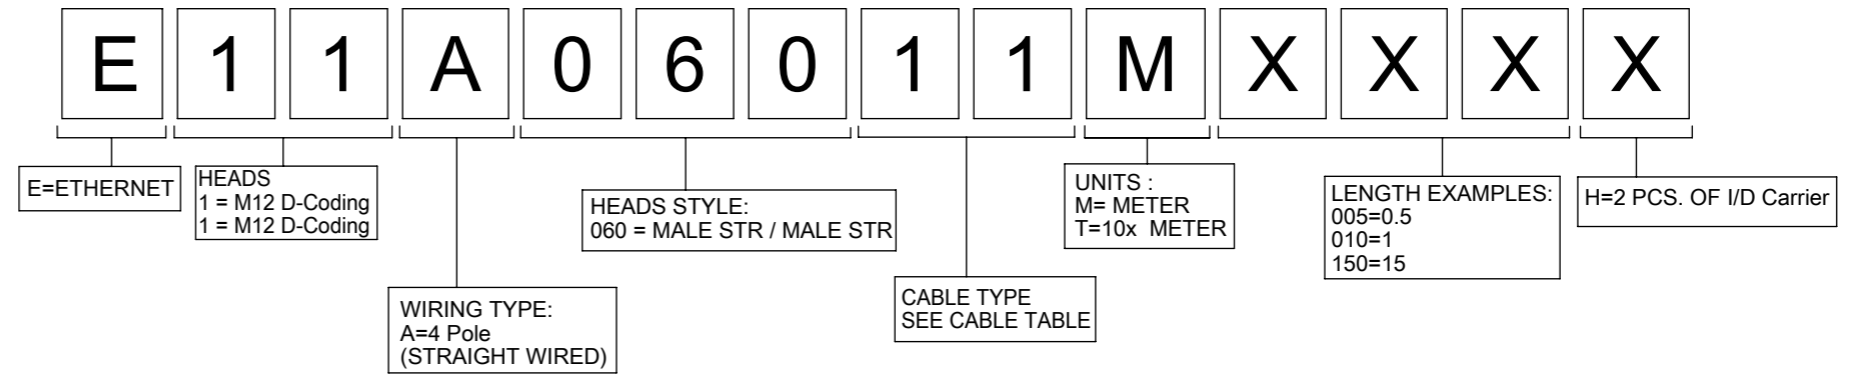 E 1 1 A 0 6 0 1 1 M X X X X
E=ETHERNET
HEADS
1 = M12 D-Coding
1 = M12 D-Coding
WIRING TYPE:
A=4 Pole
(STRAIGHT WIRED)
HEADS STYLE:
060 = MALE STR / MALE STR
CABLE TYPE
SEE CABLE TABLE
UNITS :
M= METER
T=10x METER
LENGTH EXAMPLES:
005=0.5
010=1
150=15
H=2 PCS. OF I/D Carrier